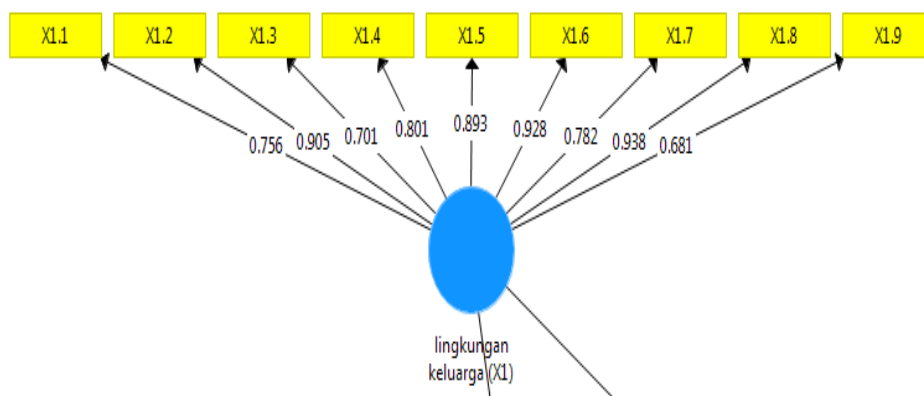 X1.1 X1.2 X1.3 X1.4 X1.5 X1.6 X1.7 X1.8 X1.9
0.756 0.905 0.701 0.801 0.893 0.928 0.782 0.938 0.681
lingkungan
keluarga (X1)